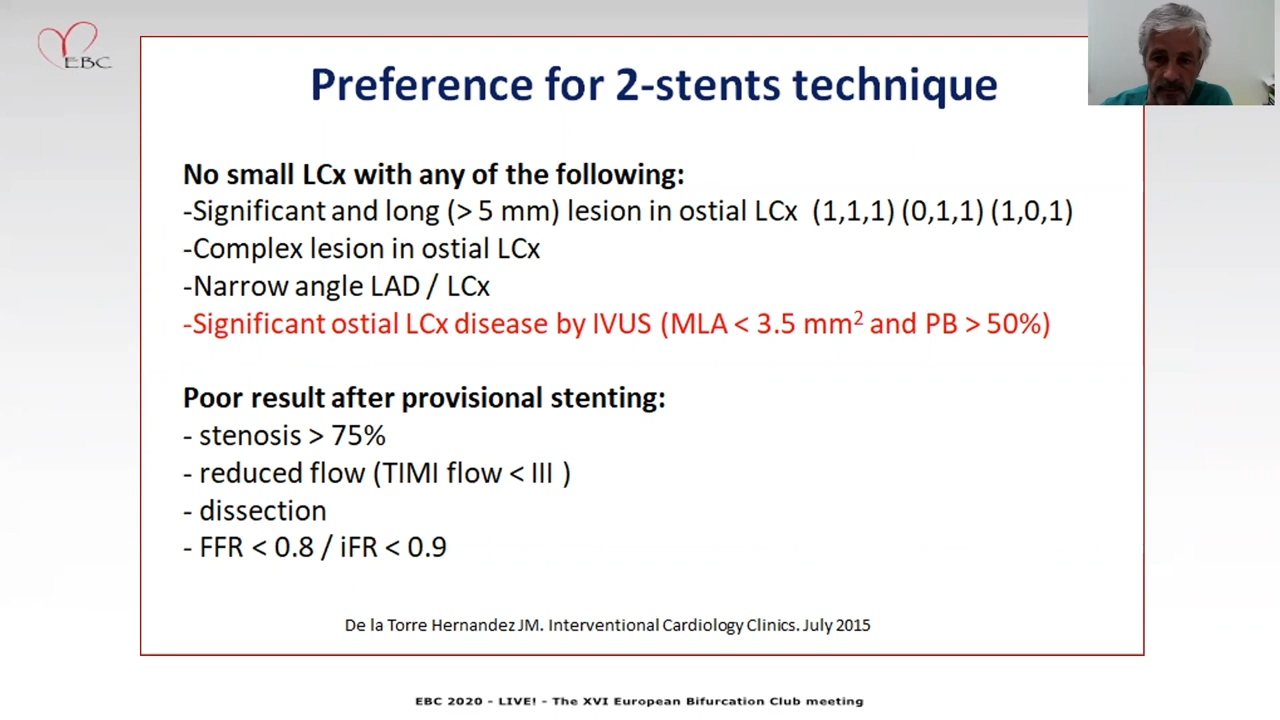 EBC
Preference for 2-stents technique
No small LCx with any of the following:
-Significant and long (> 5 mm) lesion in ostial LCx (1,1,1) (0,1,1) (1,0,1)
-Complex lesion in ostial LCx
-Narrow angle LAD / LCx
-Significant ostial LCx disease by IVUS (MLA < 3.5 mm² and PB > 50%)
Poor result after provisional stenting:
- stenosis > 75%
- reduced flow (TIMI flow < III )
- dissection
- FFR < 0.8 / iFR < 0.9
De la Torre Hernandez JM. Interventional Cardiology Clinics. July 2015
EBC 2020 - LIVE! - The XVI European Bifurcation Club meeting